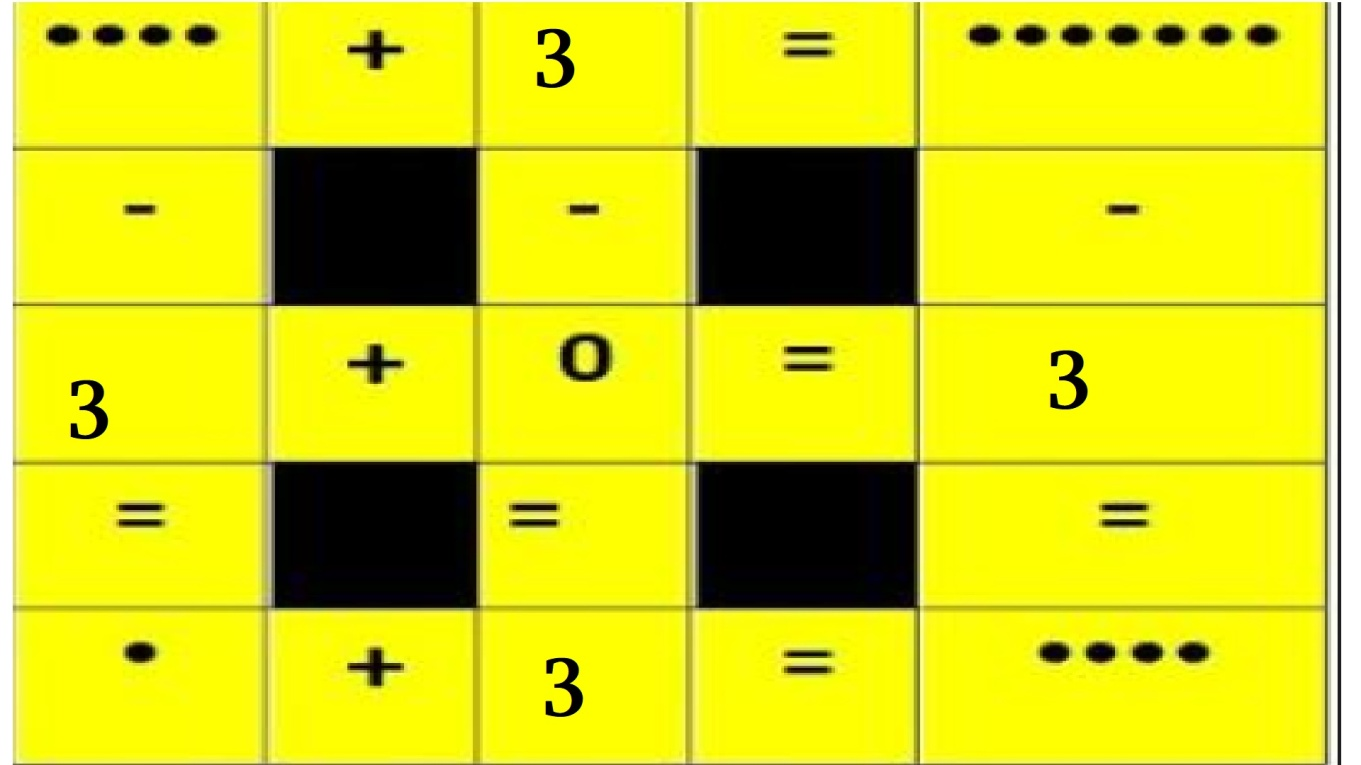 •••• + 3 = •••••••
- - -
3 + 0 = 3
= = =
• + 3 = ••••